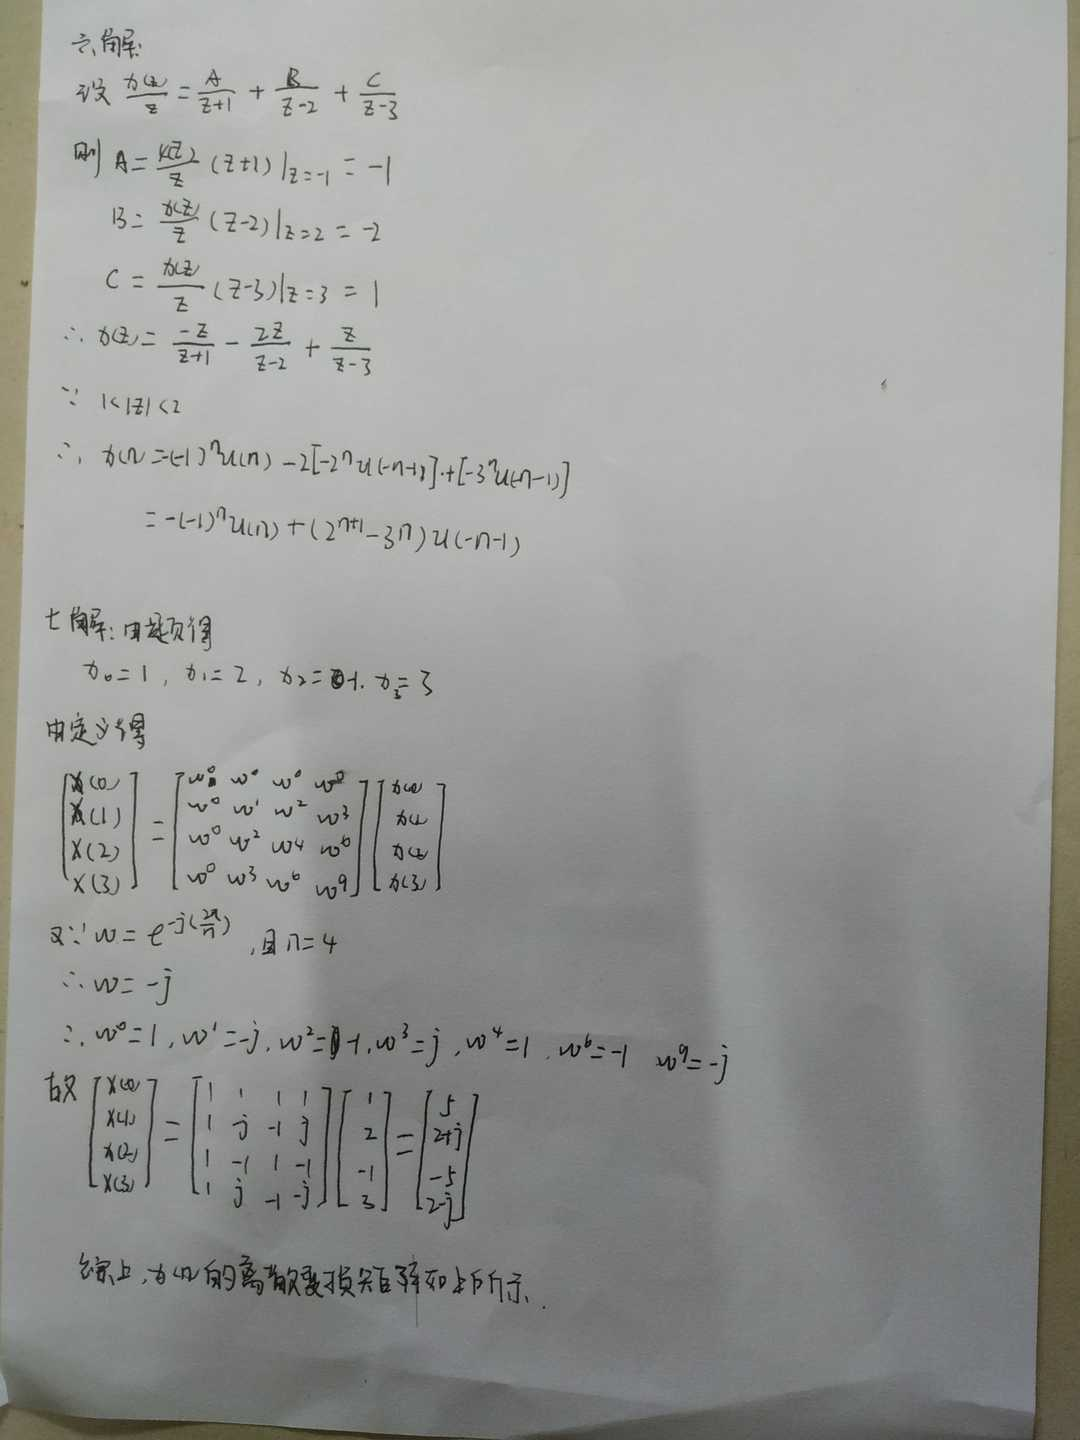 六、解:
设 x(z)/z = A/(z+1) + B/(z-2) + C/(z-3)
则 A = x(z)/z (z+1)|z=-1 = -1
B = x(z)/z (z-2)|z=2 = -2
C = x(z)/z (z-3)|z=3 = 1
∴ x(z) = -z/(z+1) - 2z/(z-2) + z/(z-3)
∵ 1<|z|<2
∴ x(n) = -(-1)ⁿu(n) - 2[-2ⁿu(-n-1)] + [-3ⁿu(-n-1)]
= -(-1)ⁿu(n) + (2ⁿ⁺¹ - 3ⁿ) u(-n-1)
七 解: 由题可得
x₀=1, x₁=2, x₂=-1, x₃=3
由定义得
[X(0) X(1) X(2) X(3)] = [w⁰ w⁰ w⁰ w⁰; w⁰ w¹ w² w³; w⁰ w² w⁴ w⁶; w⁰ w³ w⁶ w⁹] [x(0) x(1) x(2) x(3)]
又∵ w = e^-j(2π/n), 且 n=4
∴ w = -j
∴ w⁰=1, w¹=-j, w²=-1, w³=j, w⁴=1, w⁶=-1 w⁹=-j
故 [X(0) X(1) X(2) X(3)] = [1 1 1 1; 1 -j -1 j; 1 -1 1 -1; 1 j -1 -j] [1 2 -1 3] = [5 2+j -5 2-j]
综上, x(n)的离散变换矩阵如上所示.